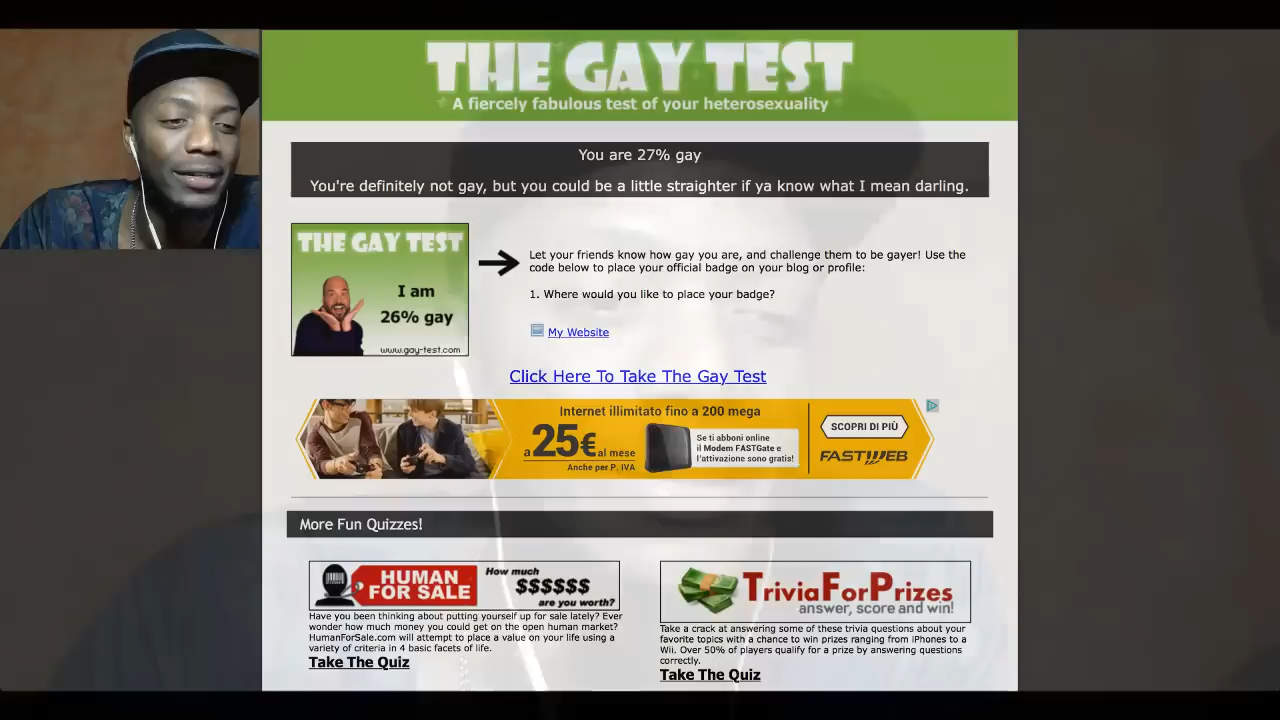 THE GAY TEST
A fiercely fabulous test of your heterosexuality
You are 27% gay
You're definitely not gay, but you could be a little straighter if ya know what I mean darling.
THE GAY TEST
I am
26% gay
www.gay-test.com
Let your friends know how gay you are, and challenge them to be gayer! Use the
code below to place your official badge on your blog or profile:
1. Where would you like to place your badge?
My Website
Click Here To Take The Gay Test
Internet illimitato fino a 200 mega
a 25€ al mese
Anche per P. IVA
Se ti abboni online
il Modem FASTGate e
l'attivazione sono gratis!
SCOPRI DI PIÙ
FASTWEB
More Fun Quizzes!
HUMAN
FOR SALE
How much
$$$$$$
are you worth?
Have you been thinking about putting yourself up for sale lately? Ever
wonder how much money you could get on the open human market?
HumanForSale.com will attempt to place a value on your life using a
variety of criteria in 4 basic facets of life.
Take The Quiz
TriviaForPrizes
answer, score and win!
Take a crack at answering some of these trivia questions about your
favorite topics with a chance to win prizes ranging from iPhones to a
Wii. Over 50% of players qualify for a prize by answering questions
correctly.
Take The Quiz